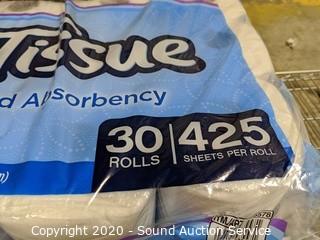 Tissue
d Absorbency
30 | 425
ROLLS SHEETS PER ROLL
Copyright 2020 - Sound Auction Service